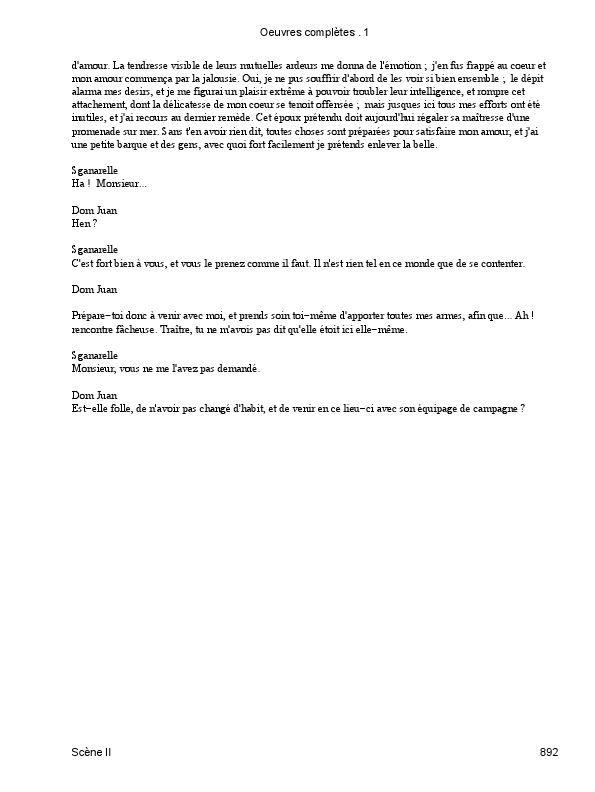 Oeuvres complètes . 1
d'amour. La tendresse visible de leurs mutuelles ardeurs me donna de l'émotion ; j'en fus frappé au coeur et
mon amour commença par la jalousie. Oui, je ne pus souffrir d'abord de les voir si bien ensemble ; le dépit
alarma mes desirs, et je me figurai un plaisir extrême à pouvoir troubler leur intelligence, et rompre cet
attachement, dont la délicatesse de mon coeur se tenoit offensée ; mais jusques ici tous mes efforts ont été
inutiles, et j'ai recours au dernier remède. Cet époux prétendu doit aujourd'hui régaler sa maîtresse d'une
promenade sur mer. Sans t'en avoir rien dit, toutes choses sont préparées pour satisfaire mon amour, et j'ai
une petite barque et des gens, avec quoi fort facilement je prétends enlever la belle.
Sganarelle
Ha ! Monsieur...
Dom Juan
Hen ?
Sganarelle
C'est fort bien à vous, et vous le prenez comme il faut. Il n'est rien tel en ce monde que de se contenter.
Dom Juan
Prépare−toi donc à venir avec moi, et prends soin toi−même d'apporter toutes mes armes, afin que... Ah !
rencontre fâcheuse. Traître, tu ne m'avois pas dit qu'elle étoit ici elle−même.
Sganarelle
Monsieur, vous ne me l'avez pas demandé.
Dom Juan
Est−elle folle, de n'avoir pas changé d'habit, et de venir en ce lieu−ci avec son équipage de campagne ?
Scène II
892